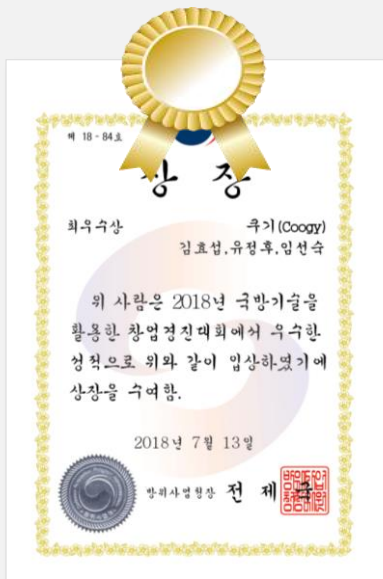 제 18-84호
상 장
최우수상 쿠기(Coogy)
김효섭,유정후,임선숙
위 사람은 2018년 국방기술을
활용한 창업경진대회에서 우수한
성적으로 위와 같이 입상하였기에
상장을 수여함.
2018년 7월 13일
방위사업청장 전 제 국